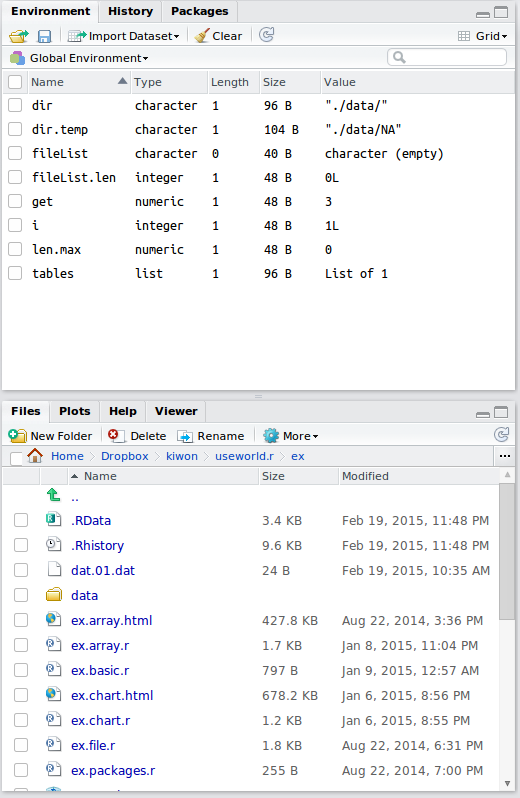 Environment History Packages
Import Dataset Clear Grid
Global Environment
Name Type Length Size Value
dir character 1 96 B "./data/"
dir.temp character 1 104 B "./data/NA"
fileList character 0 40 B character (empty)
fileList.len integer 1 48 B 0L
get numeric 1 48 B 3
i integer 1 48 B 1L
len.max numeric 1 48 B 0
tables list 1 96 B List of 1
Files Plots Help Viewer
New Folder Delete Rename More
Home Dropbox kiwon useworld.r ex ...
Name Size Modified
..
.RData 3.4 KB Feb 19, 2015, 11:48 PM
.Rhistory 9.6 KB Feb 19, 2015, 11:48 PM
dat.01.dat 24 B Feb 19, 2015, 10:35 AM
data
ex.array.html 427.8 KB Aug 22, 2014, 3:36 PM
ex.array.r 1.7 KB Jan 8, 2015, 11:04 PM
ex.basic.r 797 B Jan 9, 2015, 12:57 AM
ex.chart.html 678.2 KB Jan 6, 2015, 8:56 PM
ex.chart.r 1.2 KB Jan 6, 2015, 8:55 PM
ex.file.r 1.8 KB Aug 22, 2014, 6:31 PM
ex.packages.r 255 B Aug 22, 2014, 7:00 PM